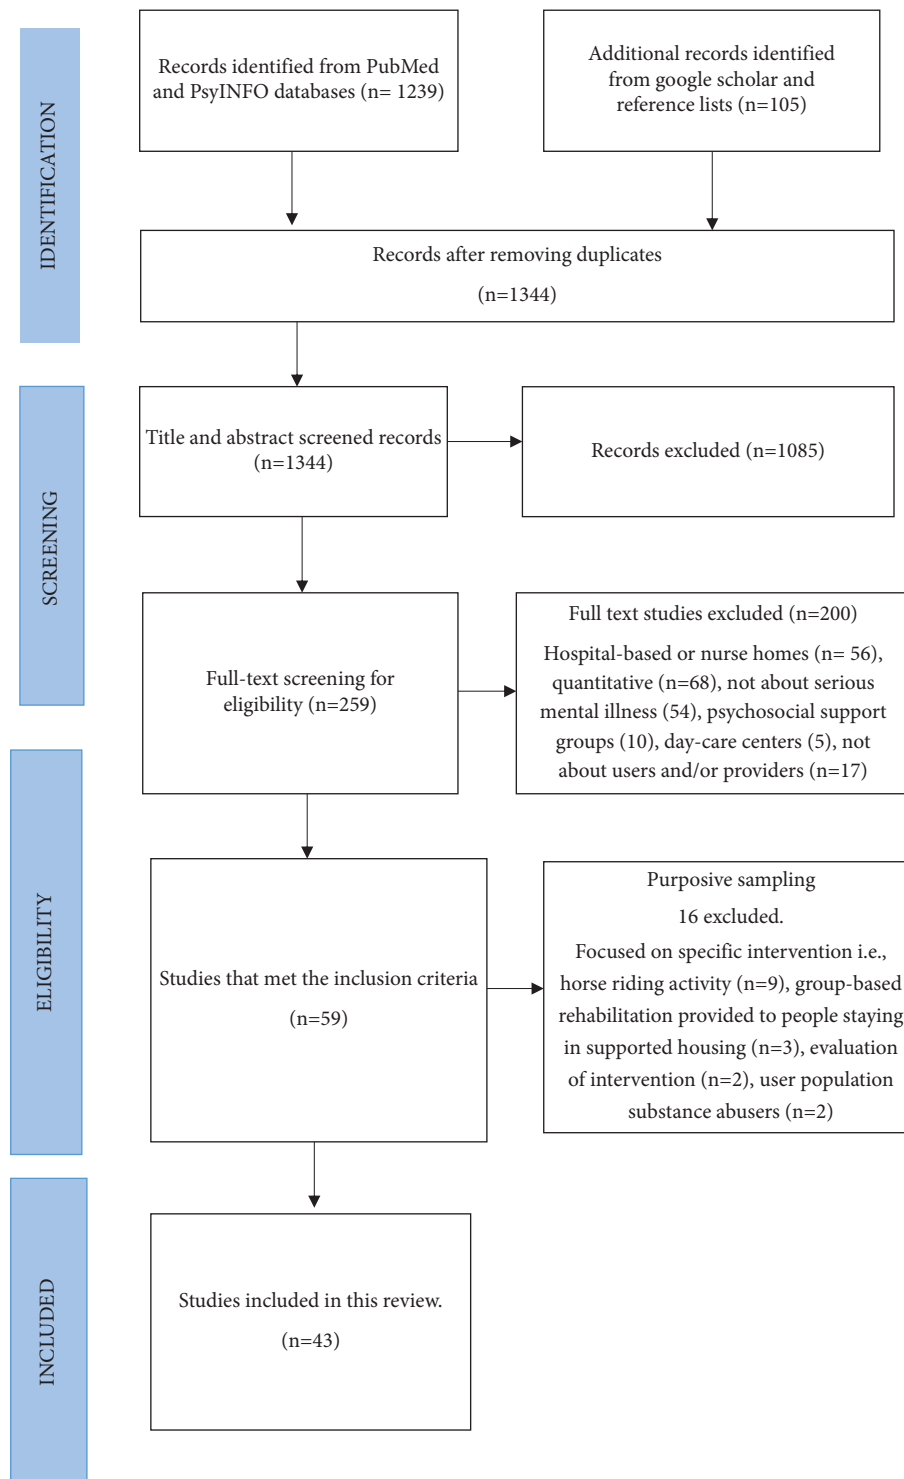 IDENTIFICATION
Records identified from PubMed
and PsyINFO databases (n= 1239)
Additional records identified
from google scholar and
reference lists (n=105)
Records after removing duplicates
(n=1344)
SCREENING
Title and abstract screened records
(n=1344)
Records excluded (n=1085)
Full-text screening for
eligibility (n=259)
Full text studies excluded (n=200)
Hospital-based or nurse homes (n= 56),
quantitative (n=68), not about serious
mental illness (54), psychosocial support
groups (10), day-care centers (5), not
about users and/or providers (n=17)
ELIGIBILITY
Studies that met the inclusion criteria
(n=59)
Purposive sampling
16 excluded.
Focused on specific intervention i.e.,
horse riding activity (n=9), group-based
rehabilitation provided to people staying
in supported housing (n=3), evaluation
of intervention (n=2), user population
substance abusers (n=2)
INCLUDED
Studies included in this review.
(n=43)